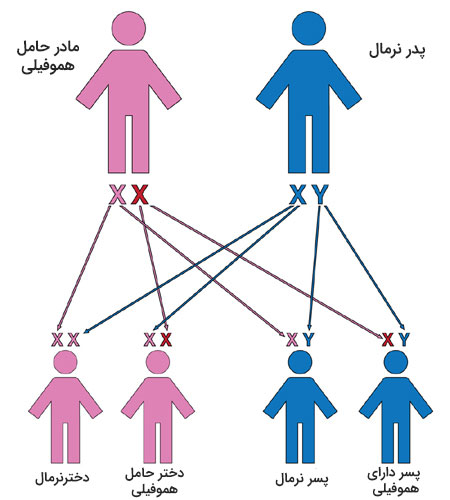 مادر حامل
هموفیلی
پدر نرمال
X X
X Y
X X
X X
X Y
X Y
دخترنرمال
دختر حامل
هموفیلی
پسر نرمال
پسر دارای
هموفیلی